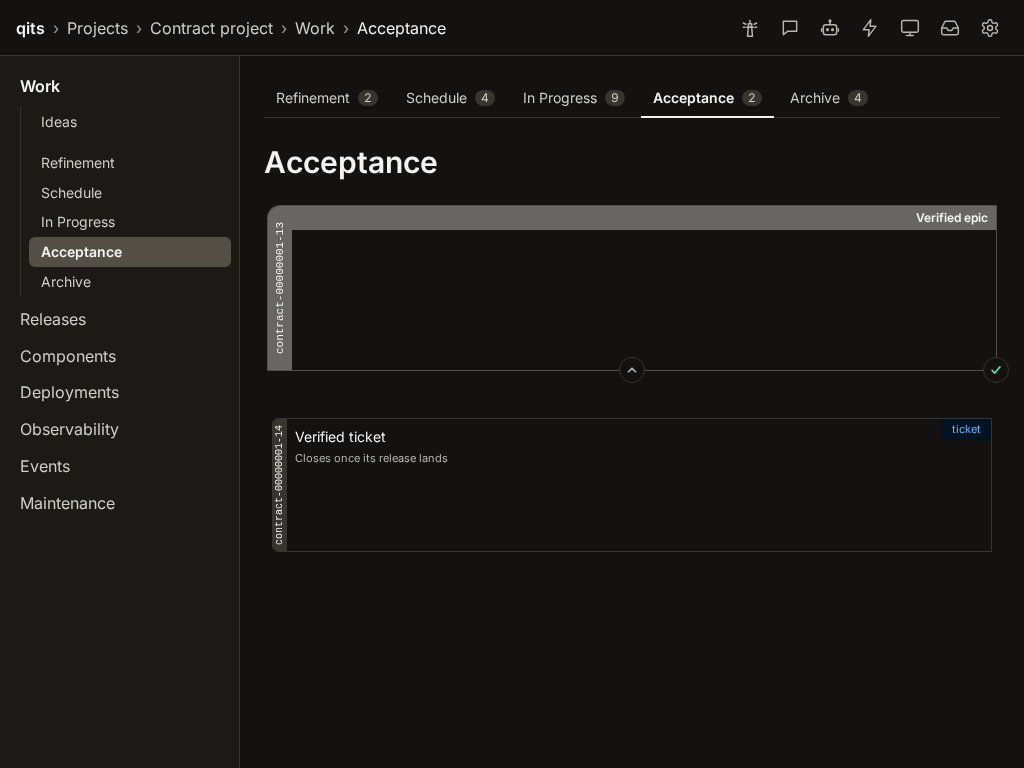 qits › Projects › Contract project › Work › Acceptance
Work
Ideas
Refinement
Schedule
In Progress
Acceptance
Archive
Releases
Components
Deployments
Observability
Events
Maintenance
Refinement 2 Schedule 4 In Progress 9 Acceptance 2 Archive 4
Acceptance
Verified epic
contract-00000001-13
contract-00000001-14
Verified ticket
ticket
Closes once its release lands